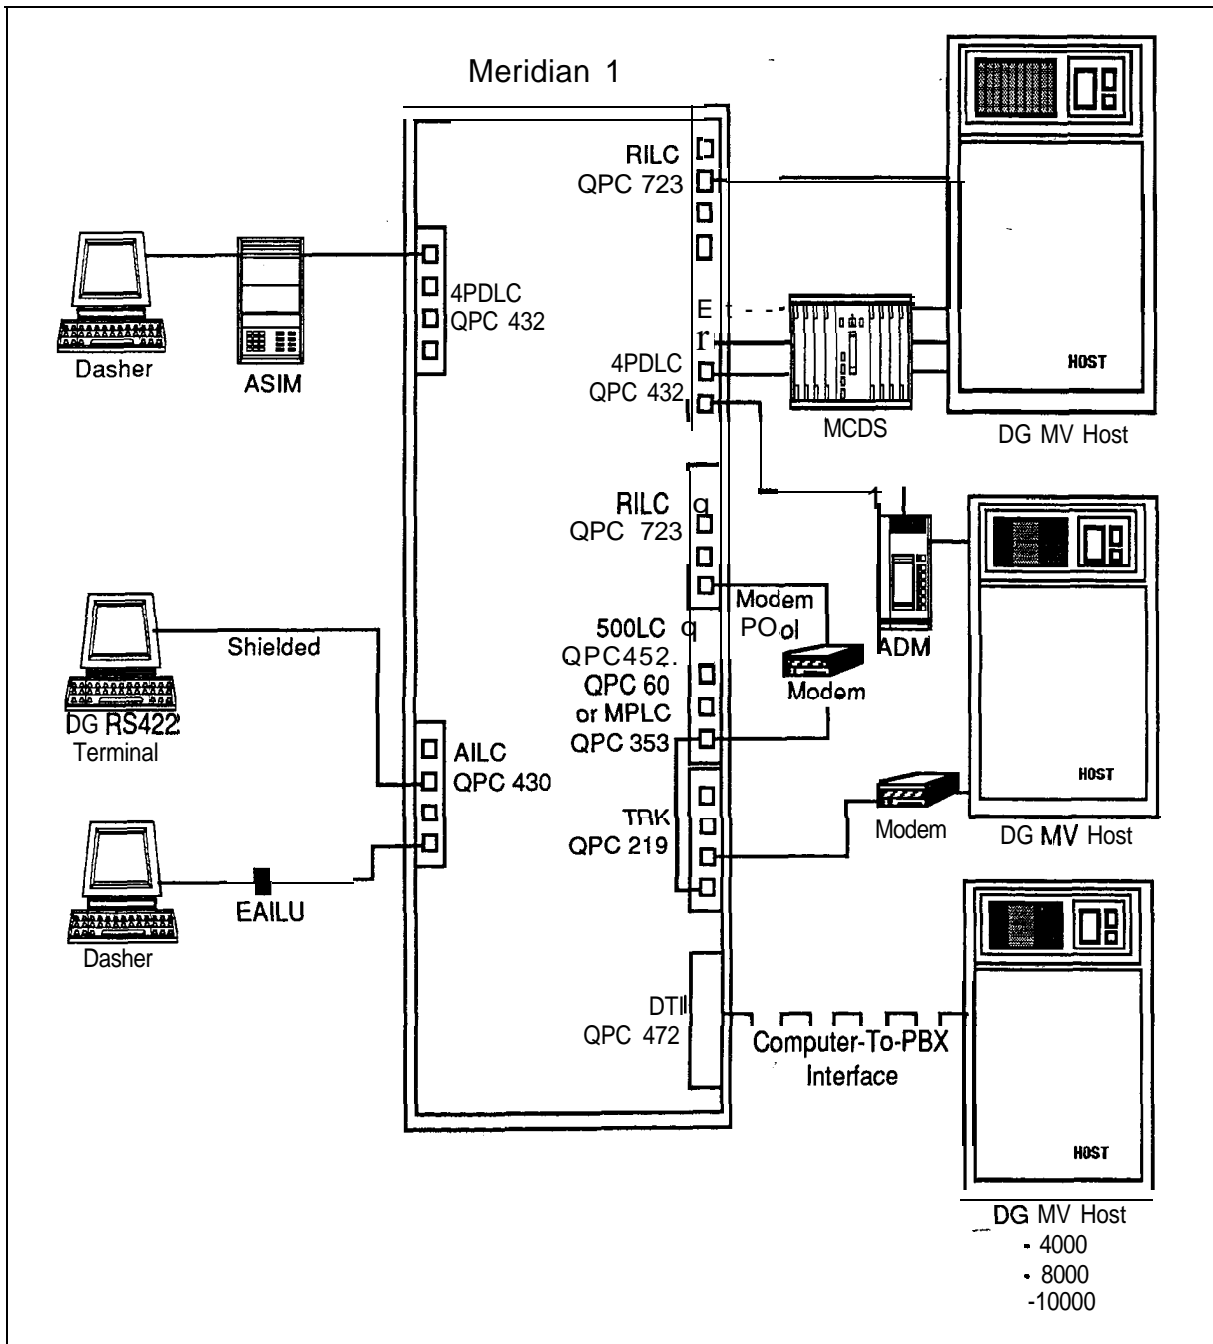 Meridian 1
RILC
QPC 723
4PDLC
QPC 432
Dasher
ASIM
E
r
4PDLC
QPC 432
HOST
MCDS
DG MV Host
RILC q
QPC 723
Modem
POol
500LC q
QPC452.
QPC 60
or MPLC
QPC 353
Modem
ADM
Shielded
DG RS422
Terminal
AILC
QPC 430
HOST
TRK
QPC 219
Modem
DG MV Host
EAILU
Dasher
DTI
QPC 472
Computer-To-PBX
Interface
HOST
DG MV Host
- 4000
- 8000
-10000